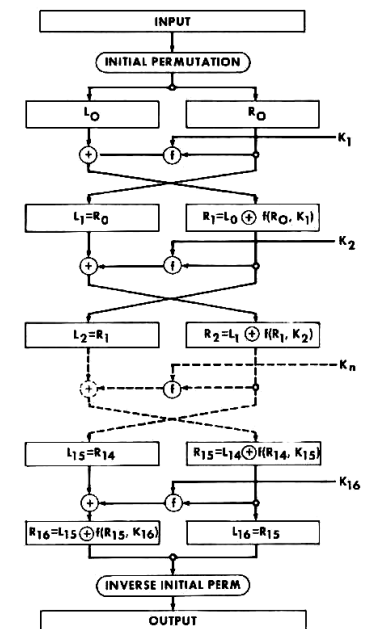 INPUT
INITIAL PERMUTATION
L0 R0
K1
+ f
L1=R0 R1=L0 ⊕ f(R0, K1)
K2
+ f
L2=R1 R2=L1 ⊕ f(R1, K2)
Kn
+ f
L15=R14 R15=L14⊕f(R14, K15)
K16
+ f
R16=L15⊕f(R15, K16) L16=R15
INVERSE INITIAL PERM
OUTPUT